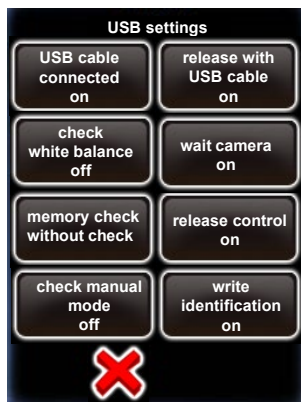 USB settings
USB cable
connected
on
release with
USB cable
on
check
white balance
off
wait camera
on
memory check
without check
release control
on
check manual
mode
off
write
identification
on